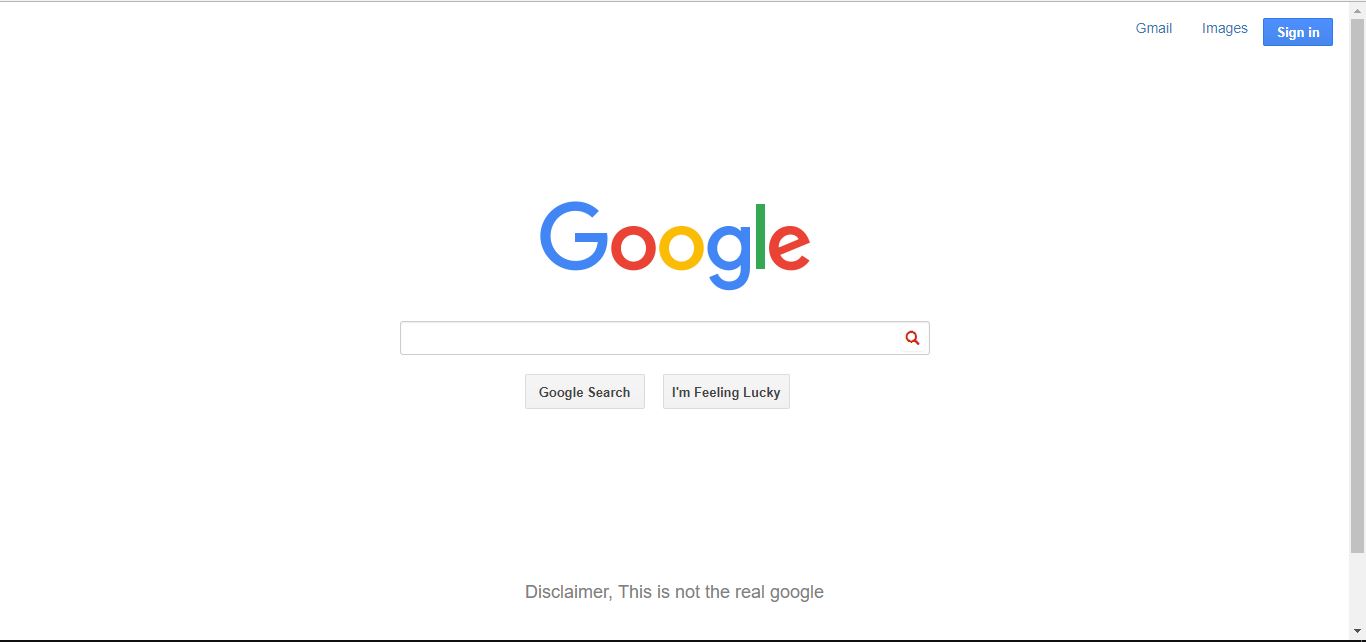 Gmail Images Sign in
Google
Google Search I'm Feeling Lucky
Disclaimer, This is not the real google